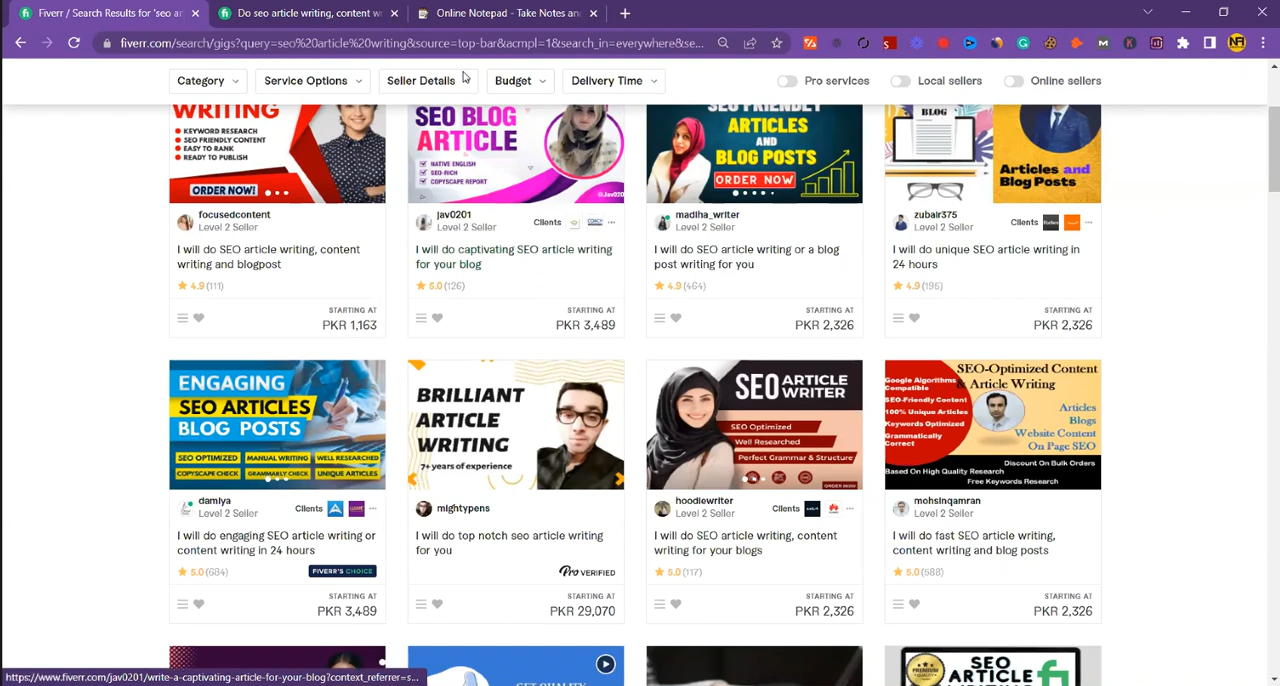 Fiverr / Search Results for 'seo ar
Do seo article writing, content w
Online Notepad - Take Notes and
fiverr.com/search/gigs?query=seo%20article%20writing&source=top-bar&acmpl=1&search_in=everywhere&se...
Category
Service Options
Seller Details
Budget
Delivery Time
Pro services
Local sellers
Online sellers
WRITING
KEYWORD RESEARCH
SEO FRIENDLY CONTENT
EASY TO RANK
READY TO PUBLISH
ORDER NOW!
SEO BLOG
ARTICLE
NATIVE ENGLISH
SEO-RICH
COPYSCAPE REPORT
@Jav020
SEO FRIENDLY
ARTICLES
AND
BLOG POSTS
ORDER NOW
BLOG
Articles and
Blog Posts
focusedcontent
Level 2 Seller
I will do SEO article writing, content
writing and blogpost
4.9 (111)
STARTING AT
PKR 1,163
jav0201
Level 2 Seller
Clients
I will do captivating SEO article writing
for your blog
5.0 (126)
STARTING AT
PKR 3,489
madiha_writer
Level 2 Seller
I will do SEO article writing or a blog
post writing for you
4.9 (464)
STARTING AT
PKR 2,326
zubair375
Level 2 Seller
Clients
I will do unique SEO article writing in
24 hours
4.9 (195)
STARTING AT
PKR 2,326
ENGAGING
SEO ARTICLES
BLOG POSTS
SEO OPTIMIZED
MANUAL WRITING
WELL RESEARCHED
COPYSCAPE CHECK
GRAMMARLY CHECK
UNIQUE ARTICLES
BRILLIANT
ARTICLE
WRITING
7+ years of experience
SEO ARTICLE
WRITER
SEO Optimized
Well Researched
Perfect Grammar & Structure
ORDER NOW
SEO-Optimized Content
& Article Writing
Google Algorithms
Compatible
SEO-Friendly Content
100% Unique Articles
Keywords Optimized
Grammatically
Correct
Articles
Blogs
Website Content
On Page SEO
Discount On Bulk Orders
Based On High Quality Research
Free Keywords Research
damiya
Level 2 Seller
Clients
I will do engaging SEO article writing or
content writing in 24 hours
5.0 (684)
FIVERR'S CHOICE
STARTING AT
PKR 3,489
mightypens
I will do top notch seo article writing
for you
Pro VERIFIED
STARTING AT
PKR 29,070
hoodiewriter
Level 2 Seller
Clients
I will do SEO article writing, content
writing for your blogs
5.0 (117)
STARTING AT
PKR 2,326
mohsinqamran
Level 2 Seller
I will do fast SEO article writing,
content writing and blog posts
5.0 (588)
STARTING AT
PKR 2,326
PREMIUM
SEO
ARTICLE
https://www.fiverr.com/jav0201/write-a-captivating-article-for-your-blog?context_referrer=s...